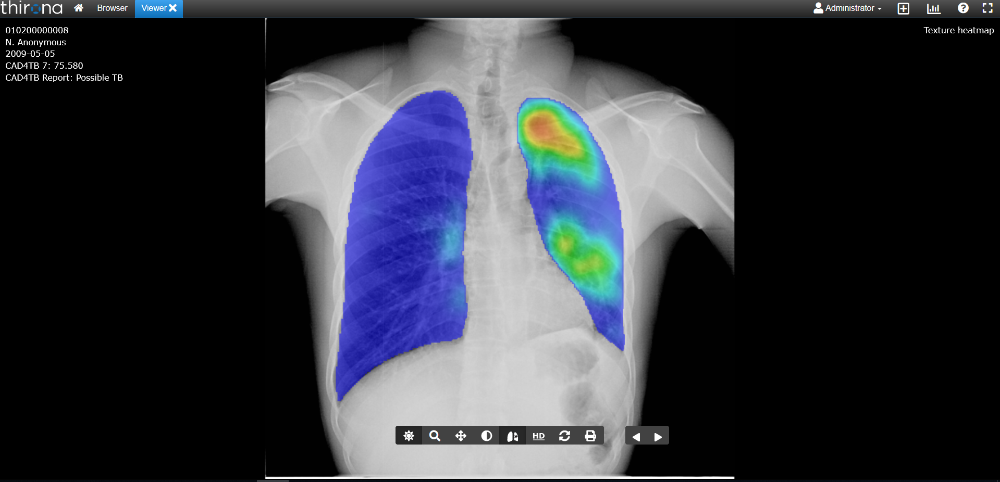 thirona
Browser
Viewer
Administrator
010200000008
N. Anonymous
2009-05-05
CAD4TB 7: 75.580
CAD4TB Report: Possible TB
Texture heatmap
HD